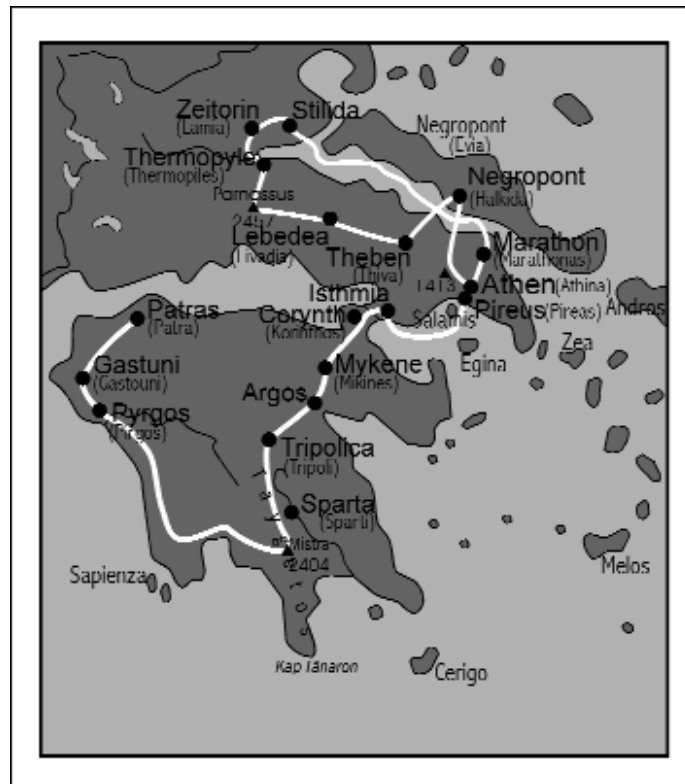 Zeitorin
(Lamia)
Stilida
Negropont
(Evia)
Thermopyle
(Thermopiles)
Parnassus
2457
Negropont
(Halkida)
Lebedea
(Livadia)
Theben
(Thiva)
Marathon
(Marathonas)
1413
Athen (Athina)
Isthmia
Pireus (Pireas)
Salamis
Andros
Patras
(Patra)
Corynth
(Korinthos)
Egina
Zea
Gastuni
(Gastouni)
Mykene
(Mikines)
Argos
Pyrgos
(Pirgos)
Tripolica
(Tripoli)
Sparta
(Sparti)
Mistra
2404
Sapienza
Melos
Kap Tänaron
Cerigo